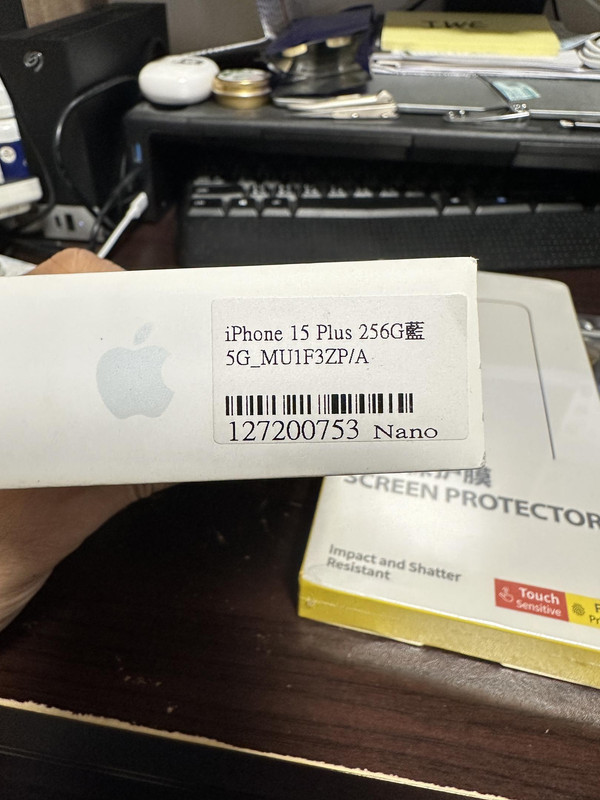 IWC
iPhone 15 Plus 256G藍
5G_MU1F3ZP/A
127200753 Nano
SCREEN PROTECTOR
Impact and Shatter
Resistant
Touch
Sensitive